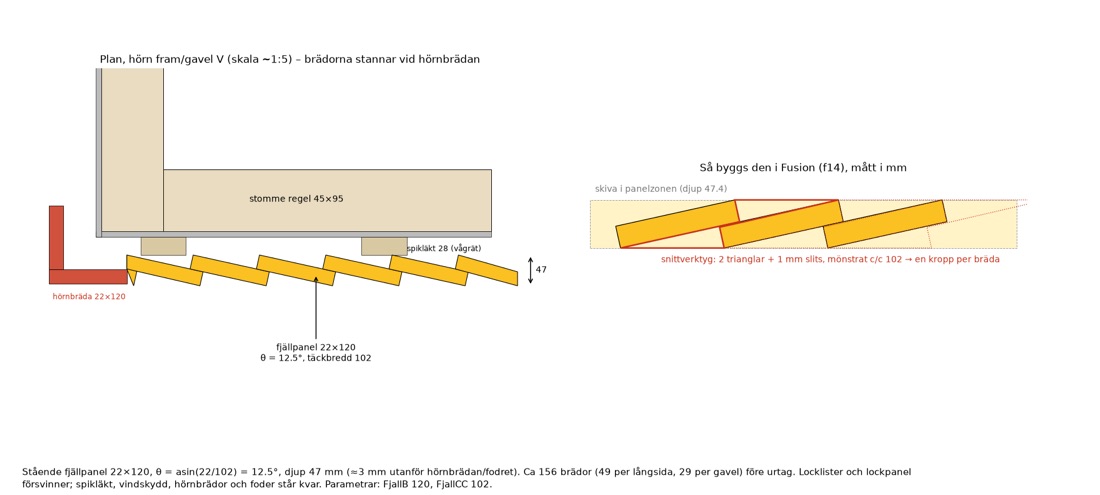 Plan, hörn fram/gavel V (skala ~1:5) – brädorna stannar vid hörnbrädan
Så byggs den i Fusion (f14), mått i mm
skiva i panelzonen (djup 47.4)
stomme regel 45×95
spikläkt 28 (vågrät)
47
snittverktyg: 2 trianglar + 1 mm slits, mönstrat c/c 102 → en kropp per bräda
hörnbräda 22×120
fjällpanel 22×120
θ = 12.5°, täckbredd 102
Stående fjällpanel 22×120, θ = asin(22/102) = 12.5°, djup 47 mm (≈3 mm utanför hörnbrädan/fodret). Ca 156 brädor (49 per långsida, 29 per gavel) före urtag. Locklister och lockpanel
försvinner; spikläkt, vindskydd, hörnbrädor och foder står kvar. Parametrar: FjallB 120, FjallCC 102.